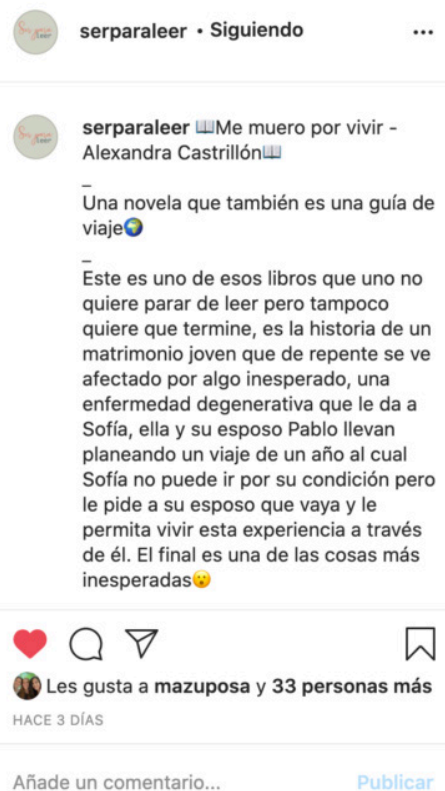 serparaleer • Siguiendo
serparaleer 📖Me muero por vivir -
Alexandra Castrillón📖
_
Una novela que también es una guía de
viaje🌍
_
Este es uno de esos libros que uno no
quiere parar de leer pero tampoco
quiere que termine, es la historia de un
matrimonio joven que de repente se ve
afectado por algo inesperado, una
enfermedad degenerativa que le da a
Sofía, ella y su esposo Pablo llevan
planeando un viaje de un año al cual
Sofía no puede ir por su condición pero
le pide a su esposo que vaya y le
permita vivir esta experiencia a través
de él. El final es una de las cosas más
inesperadas😮
Les gusta a mazuposa y 33 personas más
HACE 3 DÍAS
Añade un comentario... Publicar